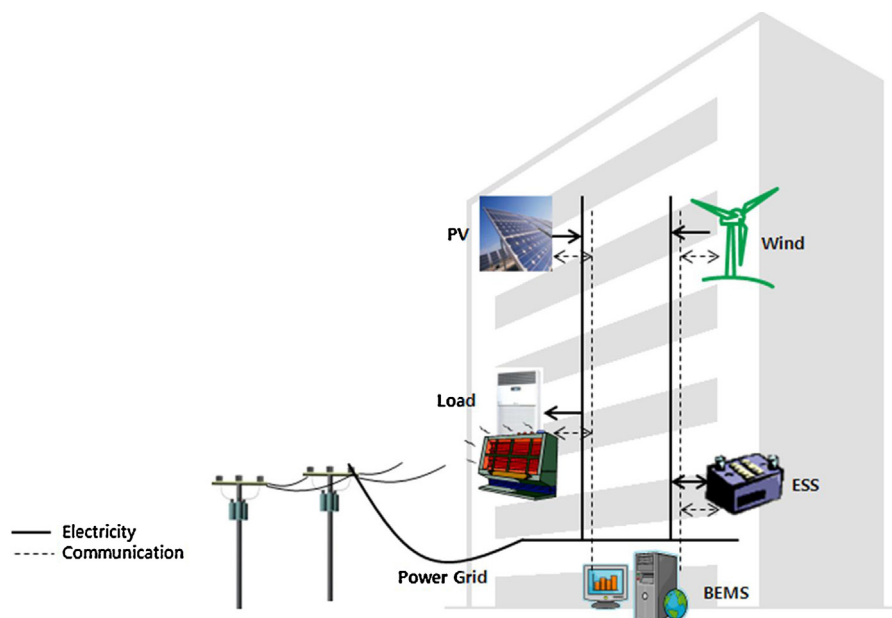 PV
Wind
Load
ESS
Electricity
Communication
Power Grid
BEMS